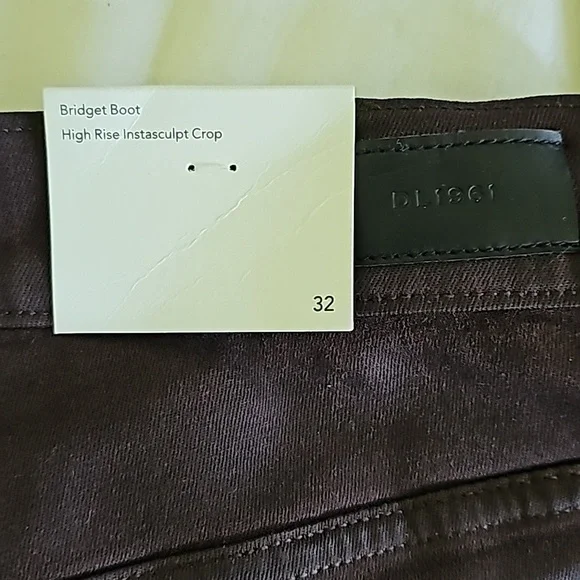 Bridget Boot
High Rise Instasculpt Crop
32
DL1961